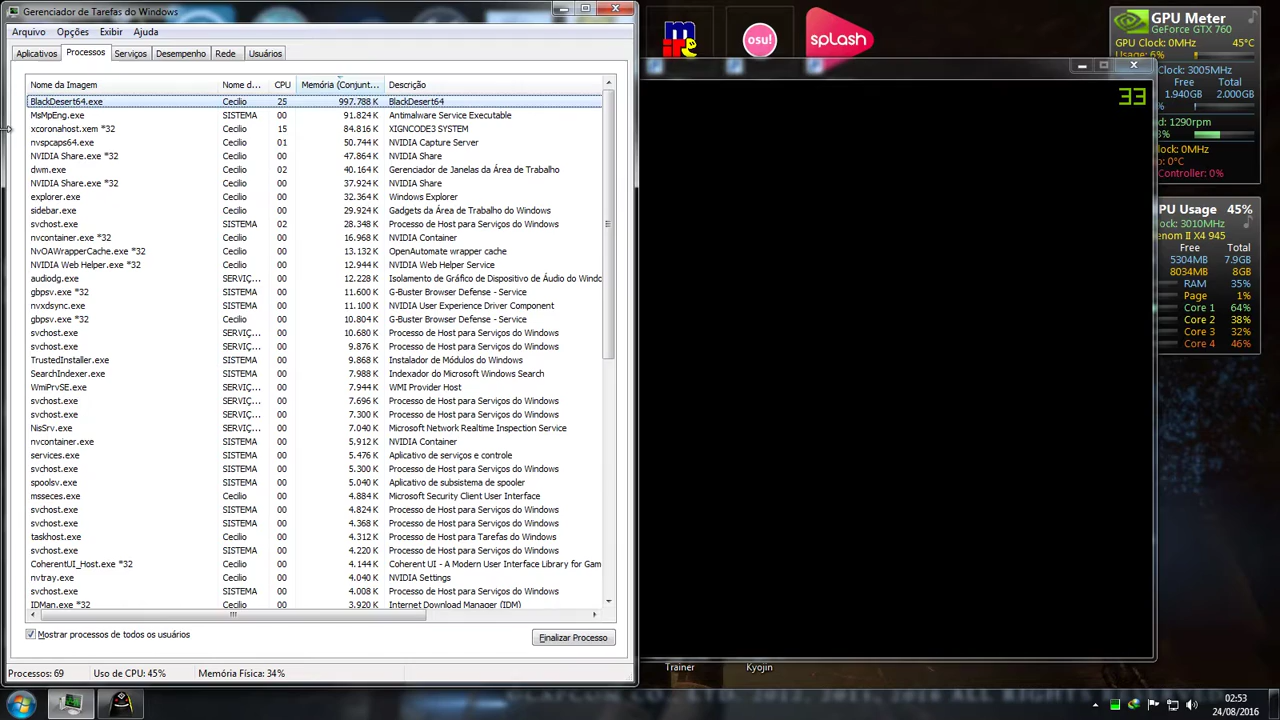 Gerenciador de Tarefas do Windows
Arquivo Opções Exibir Ajuda
Aplicativos Processos Serviços Desempenho Rede Usuários
Nome da Imagem Nome d... CPU Memória (Conjunt... Descrição
BlackDesert64.exe Cecilio 25 997.788 K BlackDesert64
MsMpEng.exe SISTEMA 00 91.824 K Antimalware Service Executable
xcoronahost.xem *32 Cecilio 15 84.816 K XIGNCODE3 SYSTEM
nvspcaps64.exe Cecilio 01 50.744 K NVIDIA Capture Server
NVIDIA Share.exe *32 Cecilio 00 47.864 K NVIDIA Share
dwm.exe Cecilio 02 40.164 K Gerenciador de Janelas da Área de Trabalho
NVIDIA Share.exe *32 Cecilio 00 37.924 K NVIDIA Share
explorer.exe Cecilio 00 32.364 K Windows Explorer
sidebar.exe Cecilio 00 29.924 K Gadgets da Área de Trabalho do Windows
svchost.exe SISTEMA 02 28.348 K Processo de Host para Serviços do Windows
nvcontainer.exe *32 Cecilio 00 16.968 K NVIDIA Container
NvOAWrapperCache.exe *32 Cecilio 00 13.132 K OpenAutomate wrapper cache
NVIDIA Web Helper.exe *32 Cecilio 00 12.944 K NVIDIA Web Helper Service
audiodg.exe SERVIÇ... 00 12.228 K Isolamento de Gráfico de Dispositivo de Áudio do Windo
gbpsv.exe *32 SISTEMA 00 11.600 K G-Buster Browser Defense - Service
nvxdsync.exe SISTEMA 00 11.100 K NVIDIA User Experience Driver Component
gbpsv.exe *32 Cecilio 00 10.804 K G-Buster Browser Defense - Service
svchost.exe SERVIÇ... 00 10.680 K Processo de Host para Serviços do Windows
svchost.exe SERVIÇ... 00 9.876 K Processo de Host para Serviços do Windows
TrustedInstaller.exe SISTEMA 00 9.868 K Instalador de Módulos do Windows
SearchIndexer.exe SISTEMA 00 7.988 K Indexador do Microsoft Windows Search
WmiPrvSE.exe SERVIÇ... 00 7.944 K WMI Provider Host
svchost.exe SERVIÇ... 00 7.696 K Processo de Host para Serviços do Windows
svchost.exe SERVIÇ... 00 7.300 K Processo de Host para Serviços do Windows
NisSrv.exe SERVIÇ... 00 7.040 K Microsoft Network Realtime Inspection Service
nvcontainer.exe SISTEMA 00 5.912 K NVIDIA Container
services.exe SISTEMA 00 5.476 K Aplicativo de serviços e controle
svchost.exe SISTEMA 00 5.300 K Processo de Host para Serviços do Windows
spoolsv.exe SISTEMA 00 5.040 K Aplicativo de subsistema de spooler
msseces.exe Cecilio 00 4.884 K Microsoft Security Client User Interface
svchost.exe SISTEMA 00 4.824 K Processo de Host para Serviços do Windows
svchost.exe SISTEMA 00 4.368 K Processo de Host para Serviços do Windows
taskhost.exe Cecilio 00 4.312 K Processo de Host para Tarefas do Windows
svchost.exe SISTEMA 00 4.220 K Processo de Host para Serviços do Windows
CoherentUI_Host.exe *32 Cecilio 00 4.144 K Coherent UI - A Modern User Interface Library for Gam
nvtray.exe Cecilio 00 4.040 K NVIDIA Settings
svchost.exe SISTEMA 00 4.008 K Processo de Host para Serviços do Windows
IDMan.exe *32 Cecilio 00 3.920 K Internet Download Manager (IDM)
Mostrar processos de todos os usuários
Finalizar Processo
Processos: 69 Uso de CPU: 45% Memória Física: 34%
osu!
splash
33
Trainer Kyojin
GPU Meter
GeForce GTX 760
GPU Clock: 0MHz 45°C
Usage: 6%
Clock: 3005MHz
Free Total
1.940GB 2.000GB
d: 1290rpm
lock: 0MHz
p: 0°C
Controller: 0%
PU Usage 45%
lock: 3010MHz
enom II X4 945
Free Total
5304MB 7.9GB
8034MB 8GB
RAM 35%
Page 1%
Core 1 64%
Core 2 38%
Core 3 32%
Core 4 46%
02:53
24/08/2016